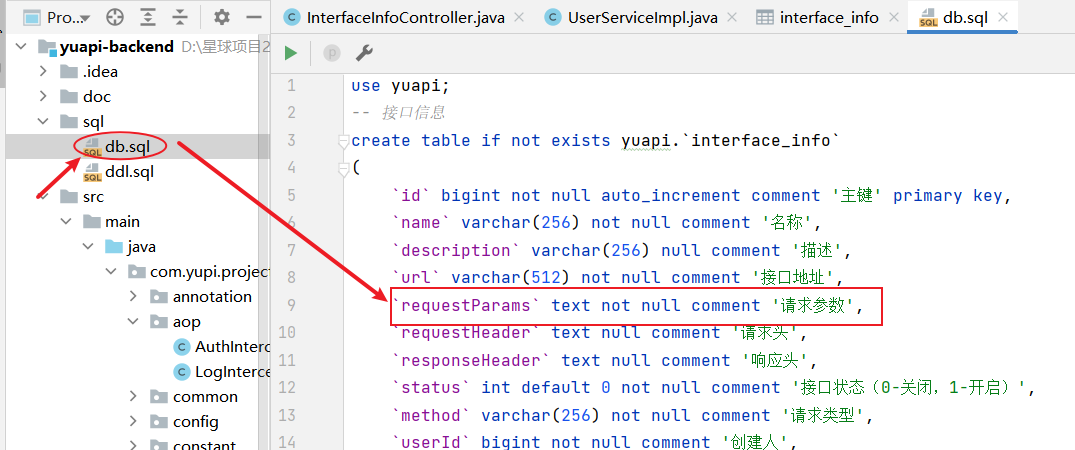 Pro...
InterfaceInfoController.java
UserServiceImpl.java
interface_info
db.sql
yuapi-backend D:\星球项目2
.idea
doc
sql
db.sql
ddl.sql
src
main
java
com.yupi.project
annotation
aop
AuthInterc
LogInterce
common
config
constant
1 use yuapi;
2 -- 接口信息
3 create table if not exists yuapi.`interface_info`
4 (
5 `id` bigint not null auto_increment comment '主键' primary key,
6 `name` varchar(256) not null comment '名称',
7 `description` varchar(256) null comment '描述',
8 `url` varchar(512) not null comment '接口地址',
9 `requestParams` text not null comment '请求参数',
10 `requestHeader` text null comment '请求头',
11 `responseHeader` text null comment '响应头',
12 `status` int default 0 not null comment '接口状态（0-关闭，1-开启）',
13 `method` varchar(256) not null comment '请求类型',
14 `userId` bigint not null comment '创建人',